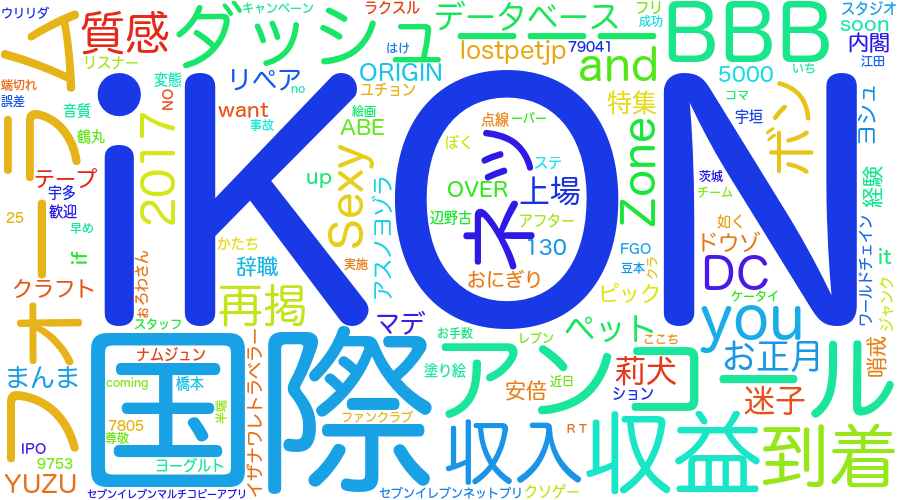 ウリリダ
キャンペーン
ラクスル
フリ
成功
スタジオ
soon
データベース
BBB
内閣
江田
質感
ダッシュ
はけ
lostpetjp
79041
and
いち
リスナー
ORIGIN
5000
コマ
変態
リペア
no
ユチョン
特集
宇垣
ヨシュ
ボン
端切れ
誤差
音質
NO
want
事故
絵画
ABE
点線
ーパー
ネッ
フォーラム
鶴丸
2017
Sexy
ぼく
Zone
iKON
テープ
宇多
歓迎
up
アスノヨゾラ
OVER
ステ
上場
茨城
チーム
経験
25
早め
if
かたち
辺野古
アフター
130
FGO
如く
ドウゾ
it
辞職
実施
おにぎり
豆本
クラ
DC
ワールドチェイン
クラフト
おろわさん
再掲
ピック
ケータイ
ジャンク
スタッフ
マデ
お手数
レブン
ペット
ここち
you
お正月
哨戒
国際
ナムジュン
アンコール
まんま
coming
橋本
塗り絵
安倍
近日
莉犬
ション
迷子
イザナワレトラベラー
7805
尊敬
半端
ファンクラブ
収入
RT
収益
到着
IPO
9753
YUZU
ヨーグルト
セブンイレブンマルチコピーアプリ
セブンイレブンネットプリ
クソゲー